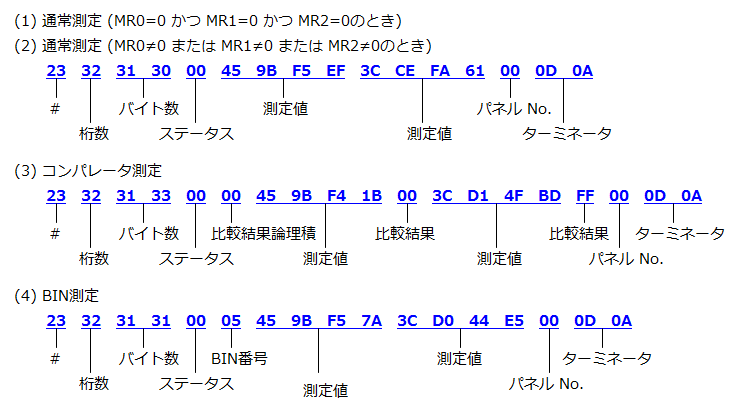 (1) 通常測定 (MR0=0 かつ MR1=0 かつ MR2=0のとき)
(2) 通常測定 (MR0≠0 または MR1≠0 または MR2≠0のとき)
23 32 31 30 00 45 9B F5 EF 3C CE FA 61 00 0D 0A
# バイト数 測定値 パネル No.
桁数 ステータス 測定値 ターミネータ
(3) コンパレータ測定
23 32 31 33 00 00 45 9B F4 1B 00 3C D1 4F BD FF 00 0D 0A
# バイト数 比較結果論理積 比較結果 比較結果 ターミネータ
桁数 ステータス 測定値 測定値 パネル No.
(4) BIN測定
23 32 31 31 00 05 45 9B F5 7A 3C D0 44 E5 00 0D 0A
# バイト数 BIN番号 測定値 ターミネータ
桁数 ステータス 測定値 パネル No.